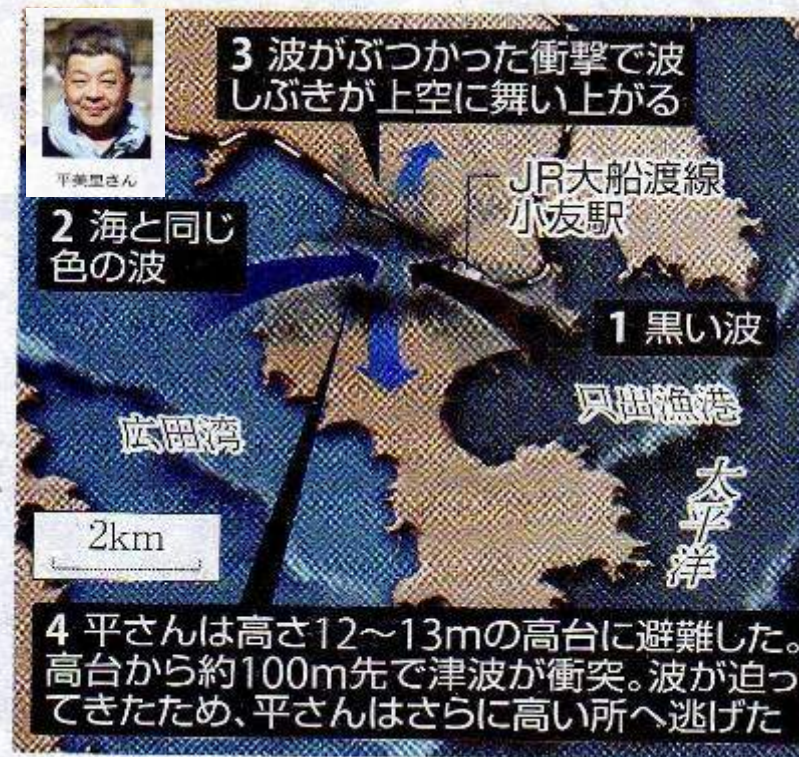 平美里さん
3 波がぶつかった衝撃で波
しぶきが上空に舞い上がる
JR大船渡線
小友駅
2 海と同じ
色の波
1 黒い波
只出漁港
広田湾
太平洋
2km
4 平さんは高さ12〜13mの高台に避難した。
高台から約100m先で津波が衝突。波が迫っ
てきたため、平さんはさらに高い所へ逃げた